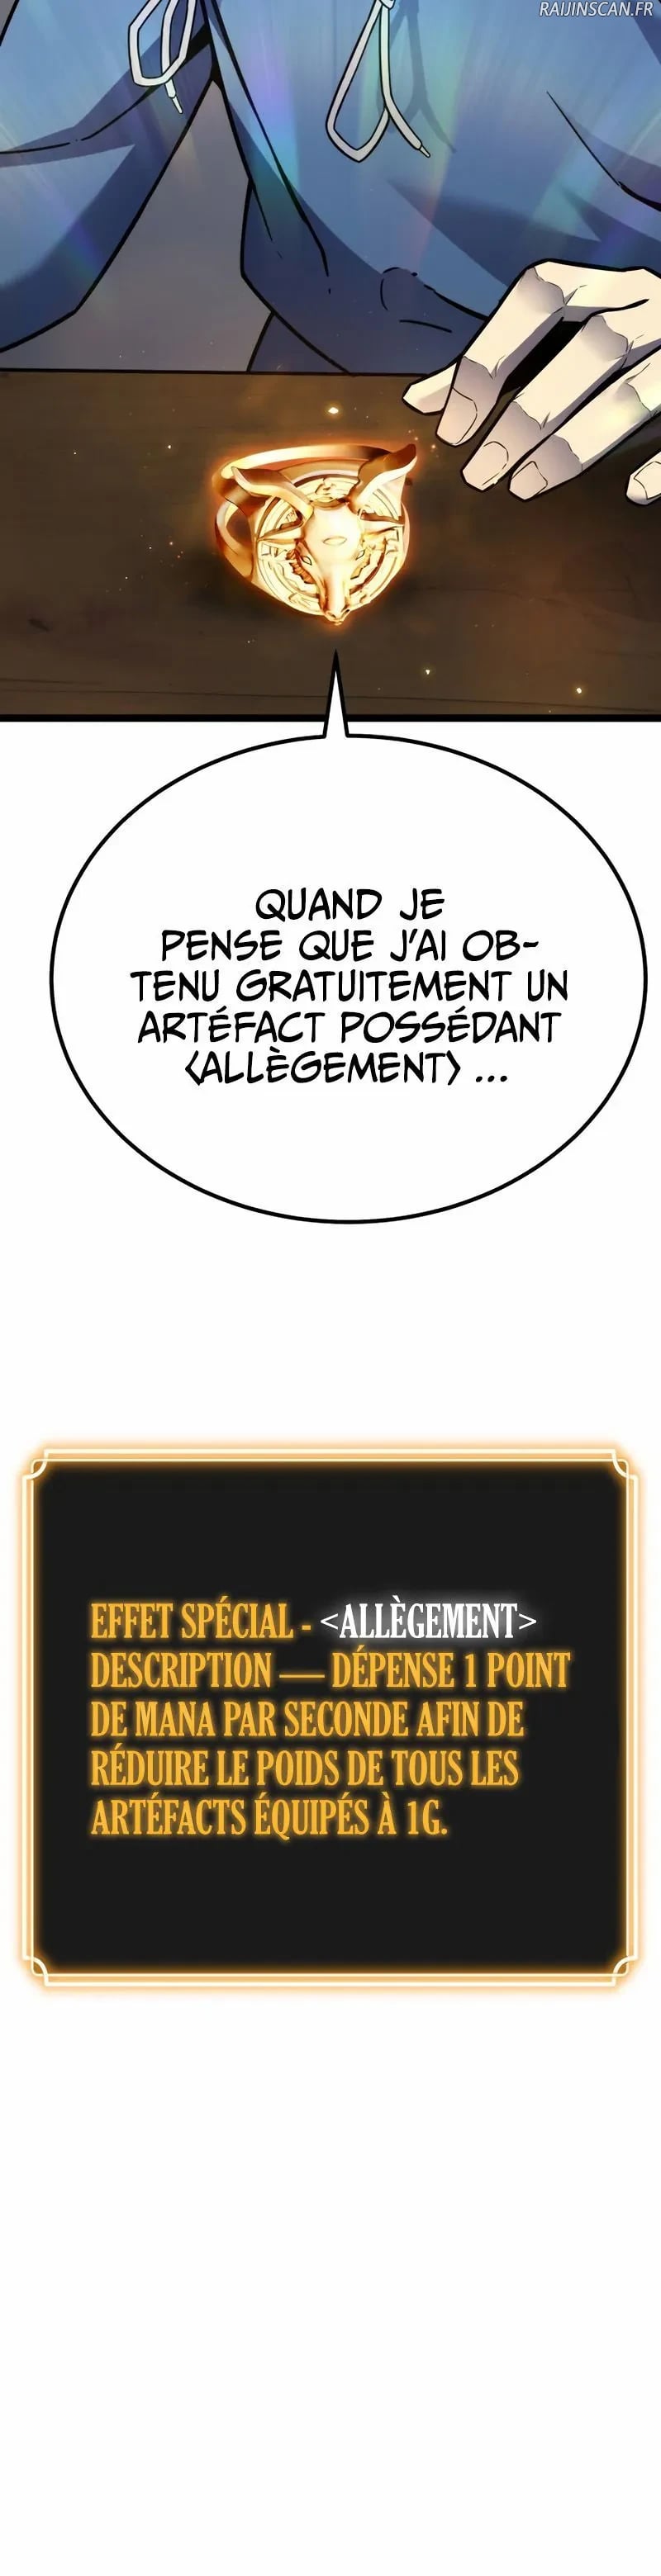 RAIJINSCAN.FR
QUAND JE
PENSE QUE J'AI OB-
TENU GRATUITEMENT UN
ARTÉFACT POSSÉDANT
<ALLÈGEMENT> ...
EFFET SPÉCIAL - <ALLÈGEMENT>
DESCRIPTION — DÉPENSE 1 POINT
DE MANA PAR SECONDE AFIN DE
RÉDUIRE LE POIDS DE TOUS LES
ARTÉFACTS ÉQUIPÉS À 1G.